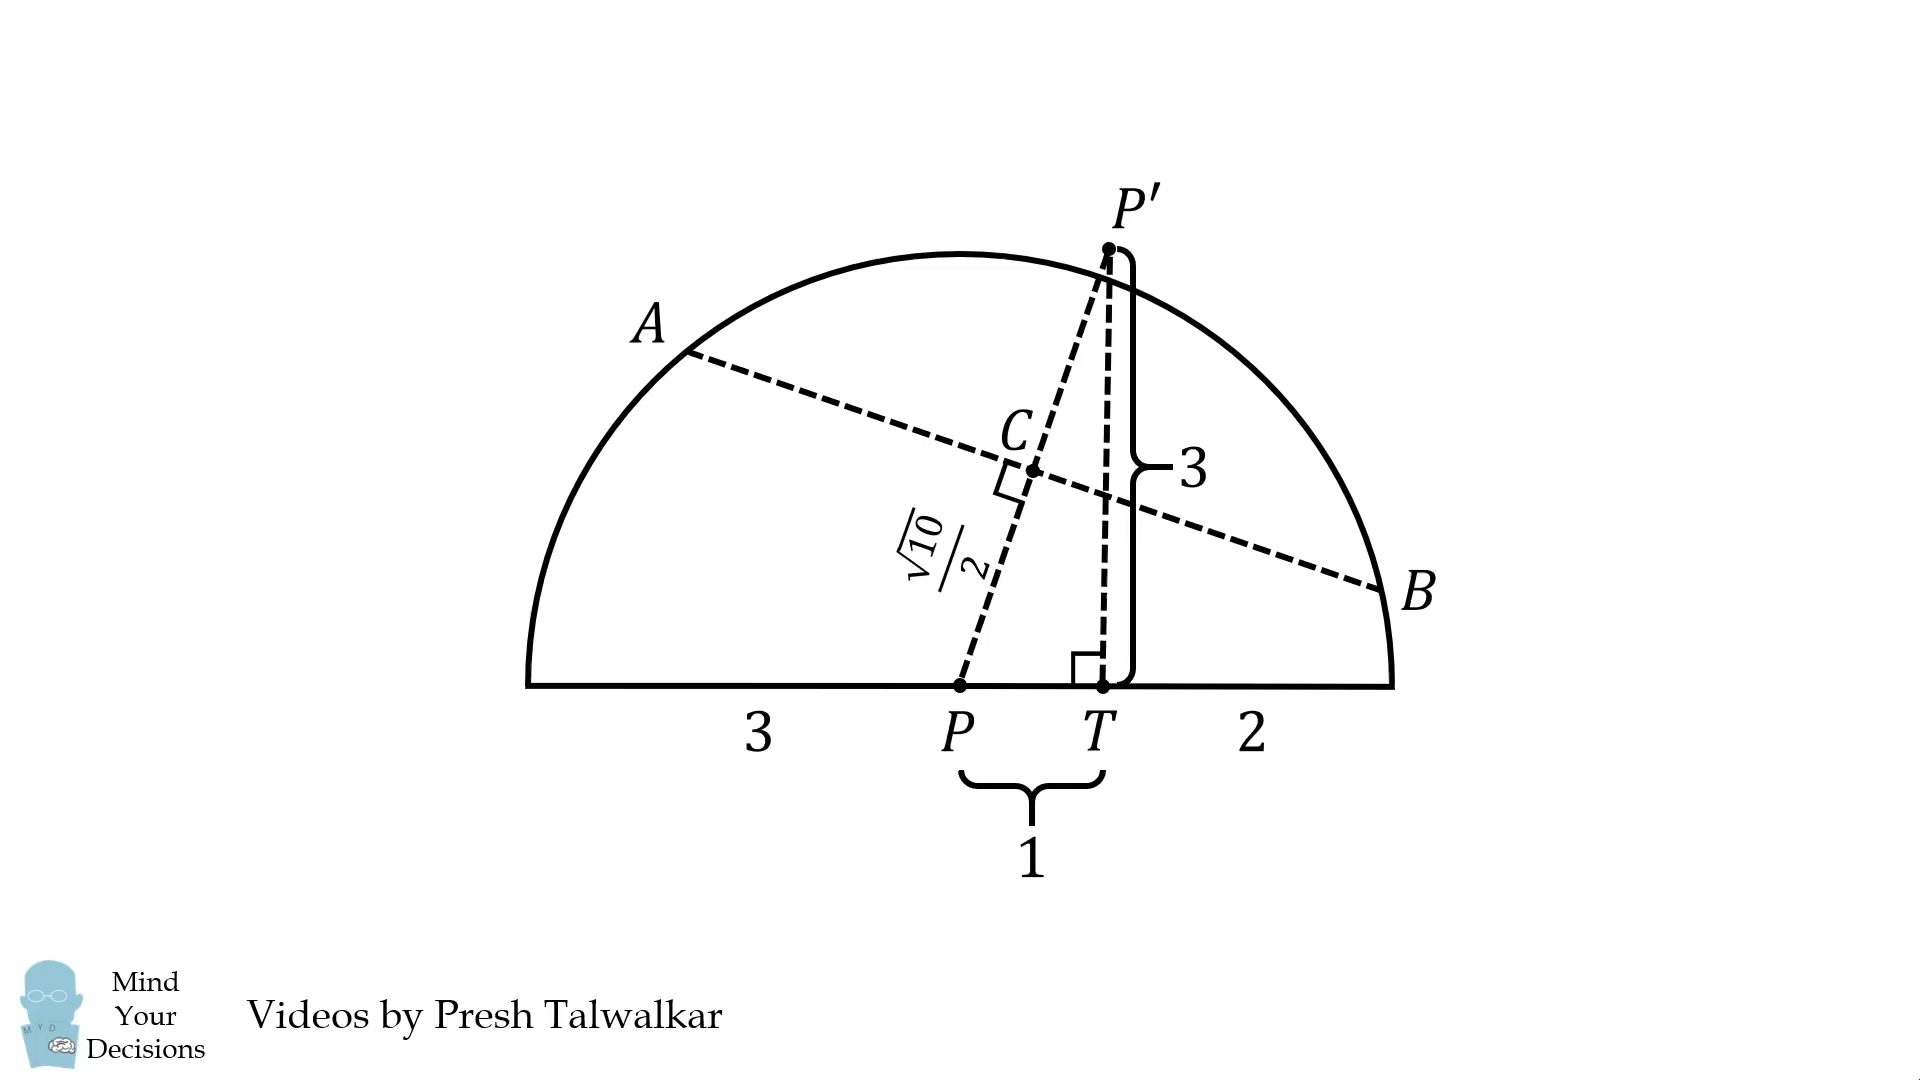 P′
A
C
3
√10
2
B
3
P
T
2
1
M Y D
Mind
Your
Decisions
Videos by Presh Talwalkar